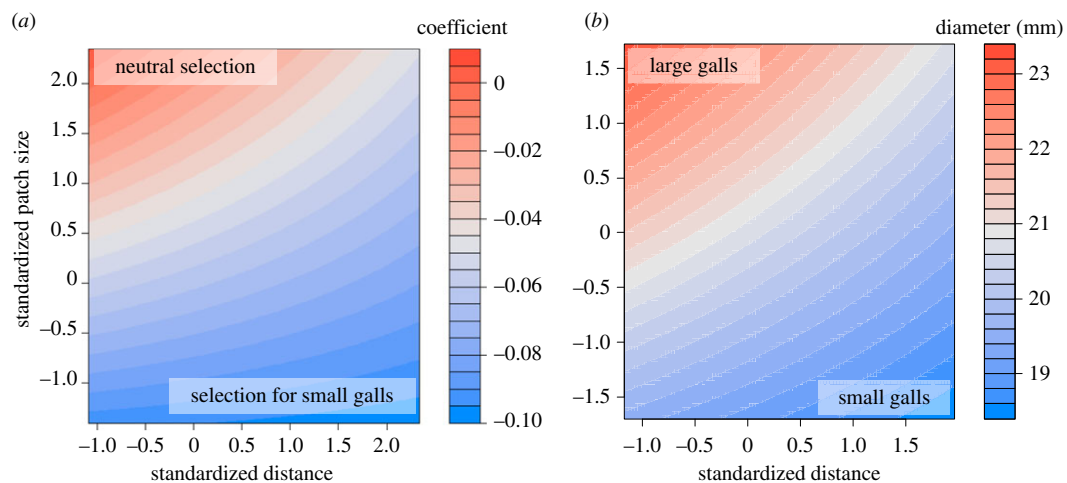 (a)
coefficient
neutral selection
selection for small galls
2.0
1.5
1.0
0.5
0
–0.5
–1.0
standardized patch size
–1.0 –0.5 0 0.5 1.0 1.5 2.0
standardized distance
0
–0.02
–0.04
–0.06
–0.08
–0.10
(b)
diameter (mm)
large galls
small galls
1.5
1.0
0.5
0
–0.5
–1.0
–1.5
–1.0 –0.5 0 0.5 1.0 1.5
standardized distance
23
22
21
20
19